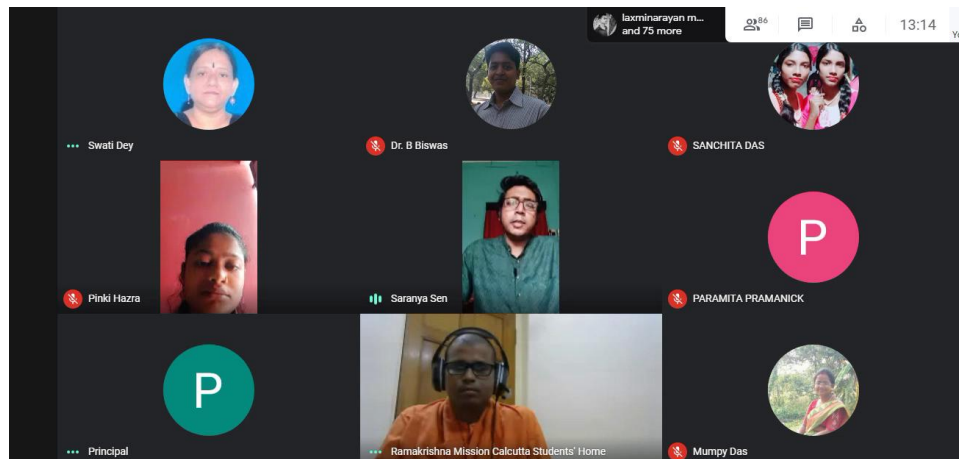 laxminarayan m...
and 75 more
86
13:14
Swati Dey
Dr. B Biswas
SANCHITA DAS
Pinki Hazra
Saranya Sen
P
PARAMITA PRAMANICK
P
Principal
Ramakrishna Mission Calcutta Students' Home
Mumpy Das